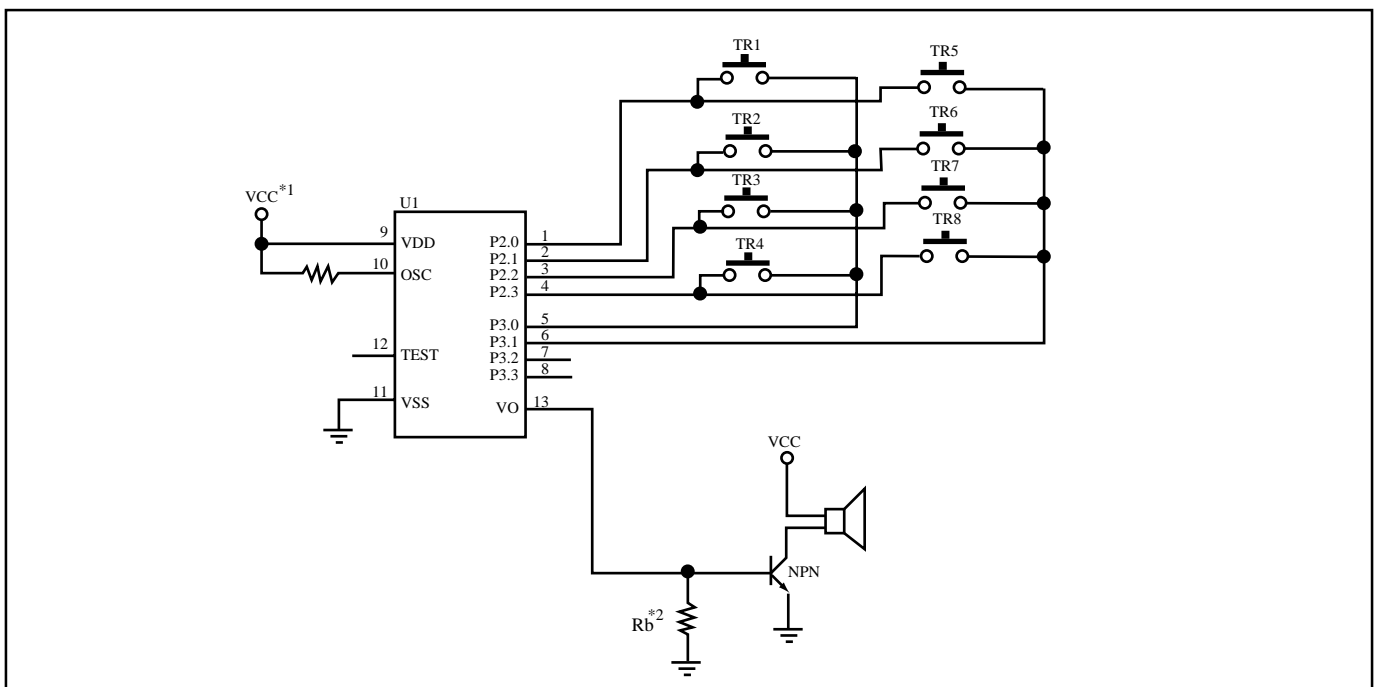 TR1
TR5
TR2
TR6
TR3
TR7
TR4
TR8
VCC*1
U1
9 VDD
10 OSC
12 TEST
11 VSS
P2.0 1
P2.1 2
P2.2 3
P2.3 4
P3.0 5
P3.1 6
P3.2 7
P3.3 8
VO 13
VCC
NPN
Rb*2